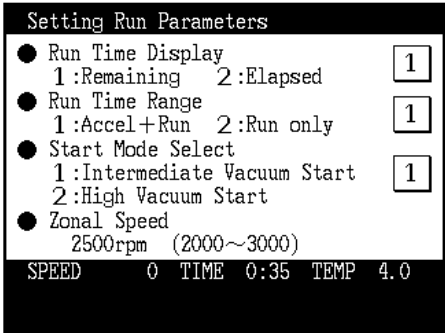 Setting Run Parameters
● Run Time Display
1:Remaining 2:Elapsed 1
● Run Time Range
1:Accel+Run 2:Run only 1
● Start Mode Select
1:Intermediate Vacuum Start 1
2:High Vacuum Start
● Zonal Speed
2500rpm (2000～3000)
SPEED 0 TIME 0:35 TEMP 4.0